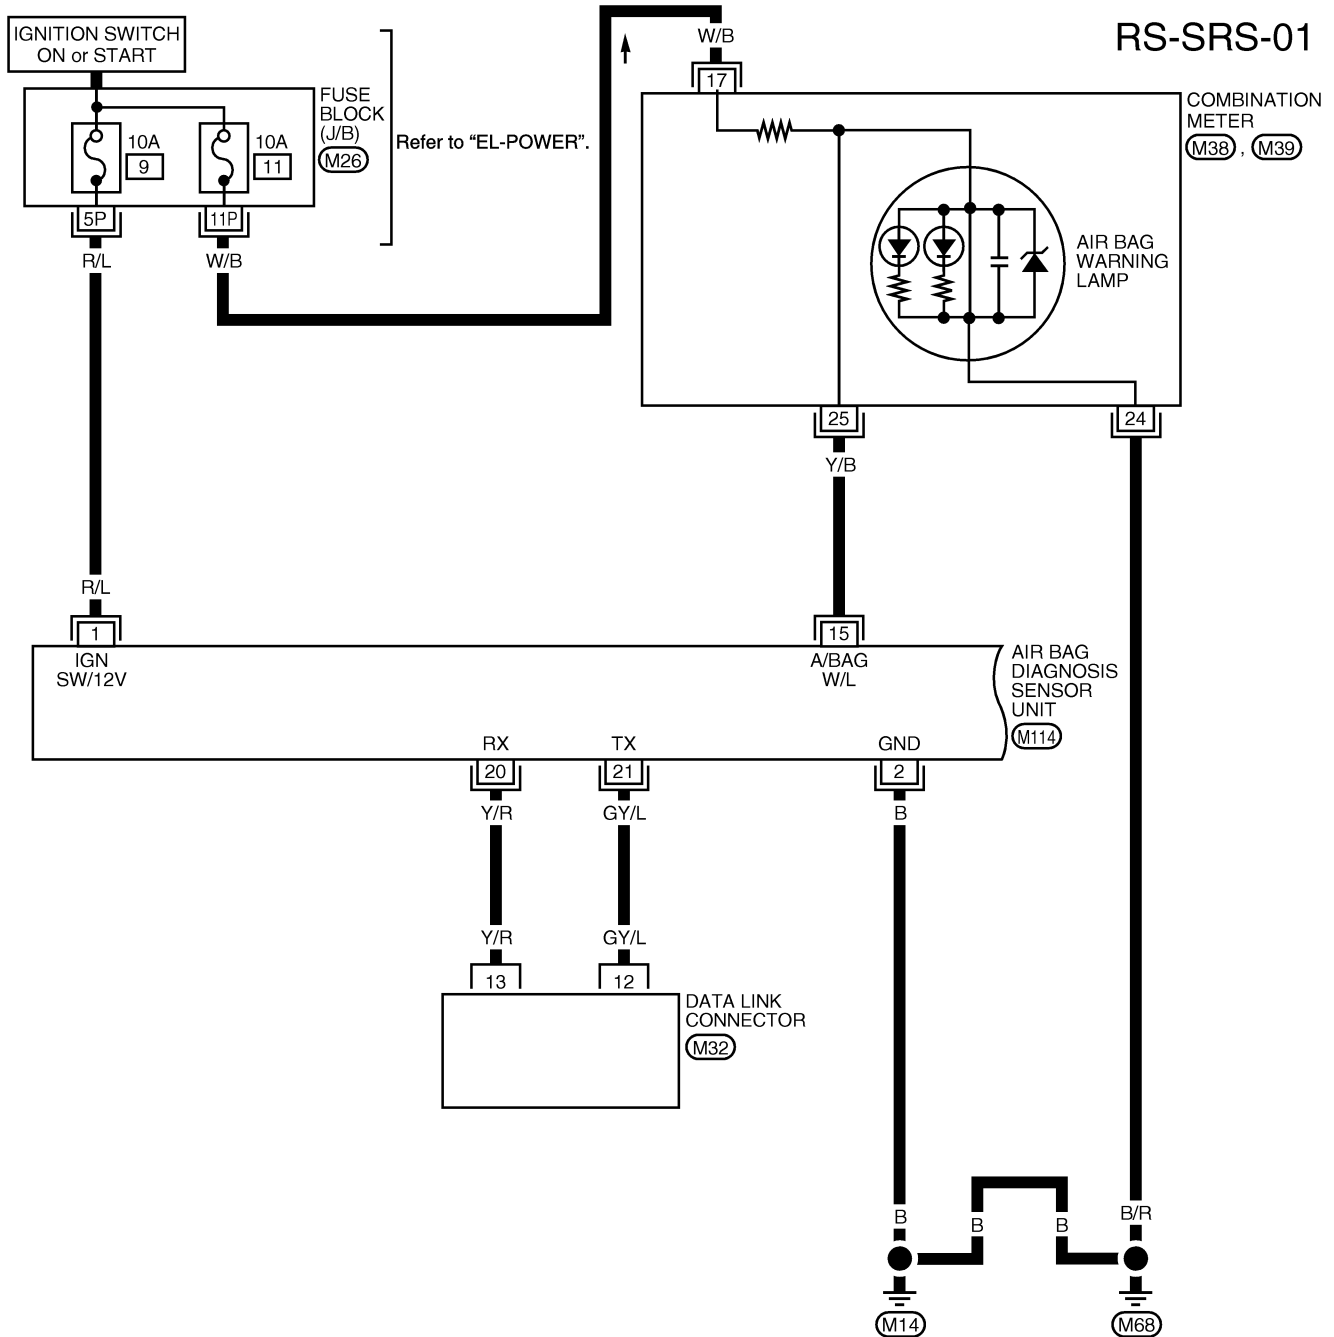 RS-SRS-01
IGNITION SWITCH
ON or START
FUSE
BLOCK
(J/B)
M26
10A
9
10A
11
Refer to “EL-POWER”.
5P
11P
R/L
W/B
W/B
17
COMBINATION
METER
M38 , M39
AIR BAG
WARNING
LAMP
25
24
Y/B
R/L
1
15
IGN
SW/12V
A/BAG
W/L
AIR BAG
DIAGNOSIS
SENSOR
UNIT
M114
RX
TX
GND
20
21
2
Y/R
GY/L
B
Y/R
GY/L
13
12
DATA LINK
CONNECTOR
M32
B
B
B
B/R
M14
M68